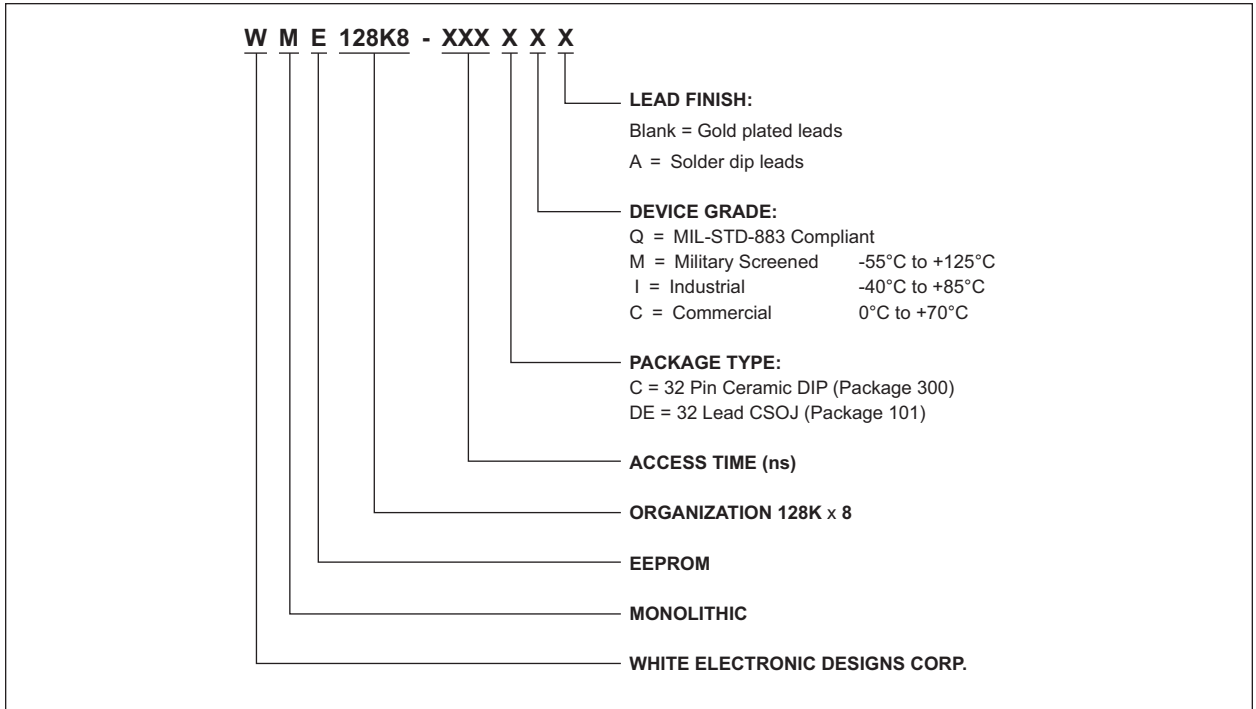 W M E 128K8 - XXX X X X
LEAD FINISH:
Blank = Gold plated leads
A = Solder dip leads
DEVICE GRADE:
Q = MIL-STD-883 Compliant
M = Military Screened -55°C to +125°C
I = Industrial -40°C to +85°C
C = Commercial 0°C to +70°C
PACKAGE TYPE:
C = 32 Pin Ceramic DIP (Package 300)
DE = 32 Lead CSOJ (Package 101)
ACCESS TIME (ns)
ORGANIZATION 128K x 8
EEPROM
MONOLITHIC
WHITE ELECTRONIC DESIGNS CORP.